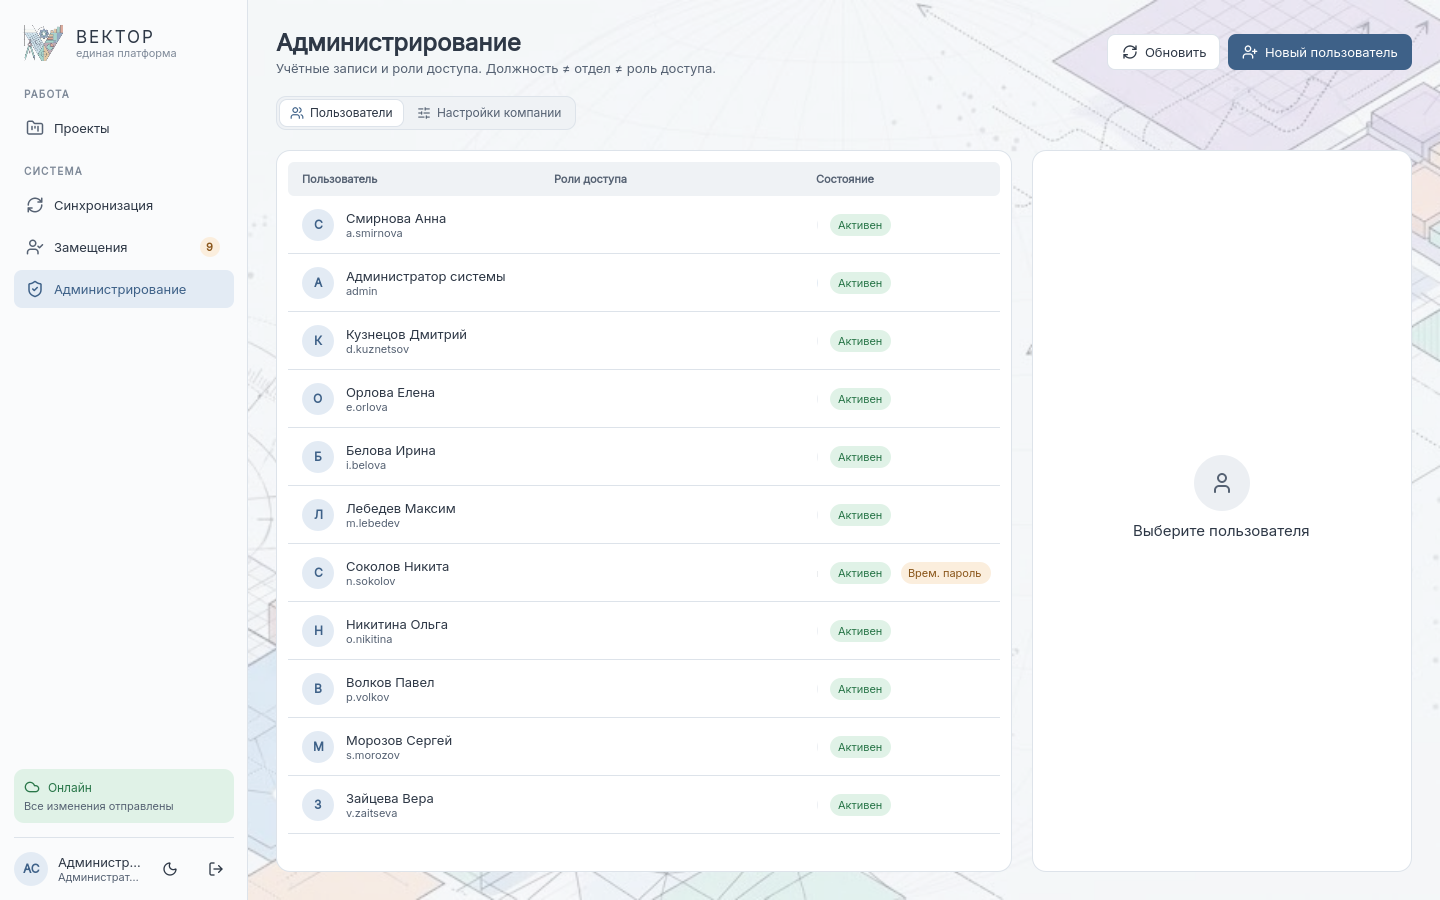 ВЕКТОР
единая платформа
РАБОТА
Проекты
СИСТЕМА
Синхронизация
Замещения 9
Администрирование
Онлайн
Все изменения отправлены
АС Администр...
Администрат...
Администрирование
Учётные записи и роли доступа. Должность ≠ отдел ≠ роль доступа.
Обновить Новый пользователь
Пользователи Настройки компании
Пользователь Роли доступа Состояние
С Смирнова Анна Активен
a.smirnova
А Администратор системы Активен
admin
К Кузнецов Дмитрий Активен
d.kuznetsov
О Орлова Елена Активен
e.orlova
Б Белова Ирина Активен
i.belova
Л Лебедев Максим Активен
m.lebedev
С Соколов Никита Активен Врем. пароль
n.sokolov
Н Никитина Ольга Активен
o.nikitina
В Волков Павел Активен
p.volkov
М Морозов Сергей Активен
s.morozov
З Зайцева Вера Активен
v.zaitseva
Выберите пользователя